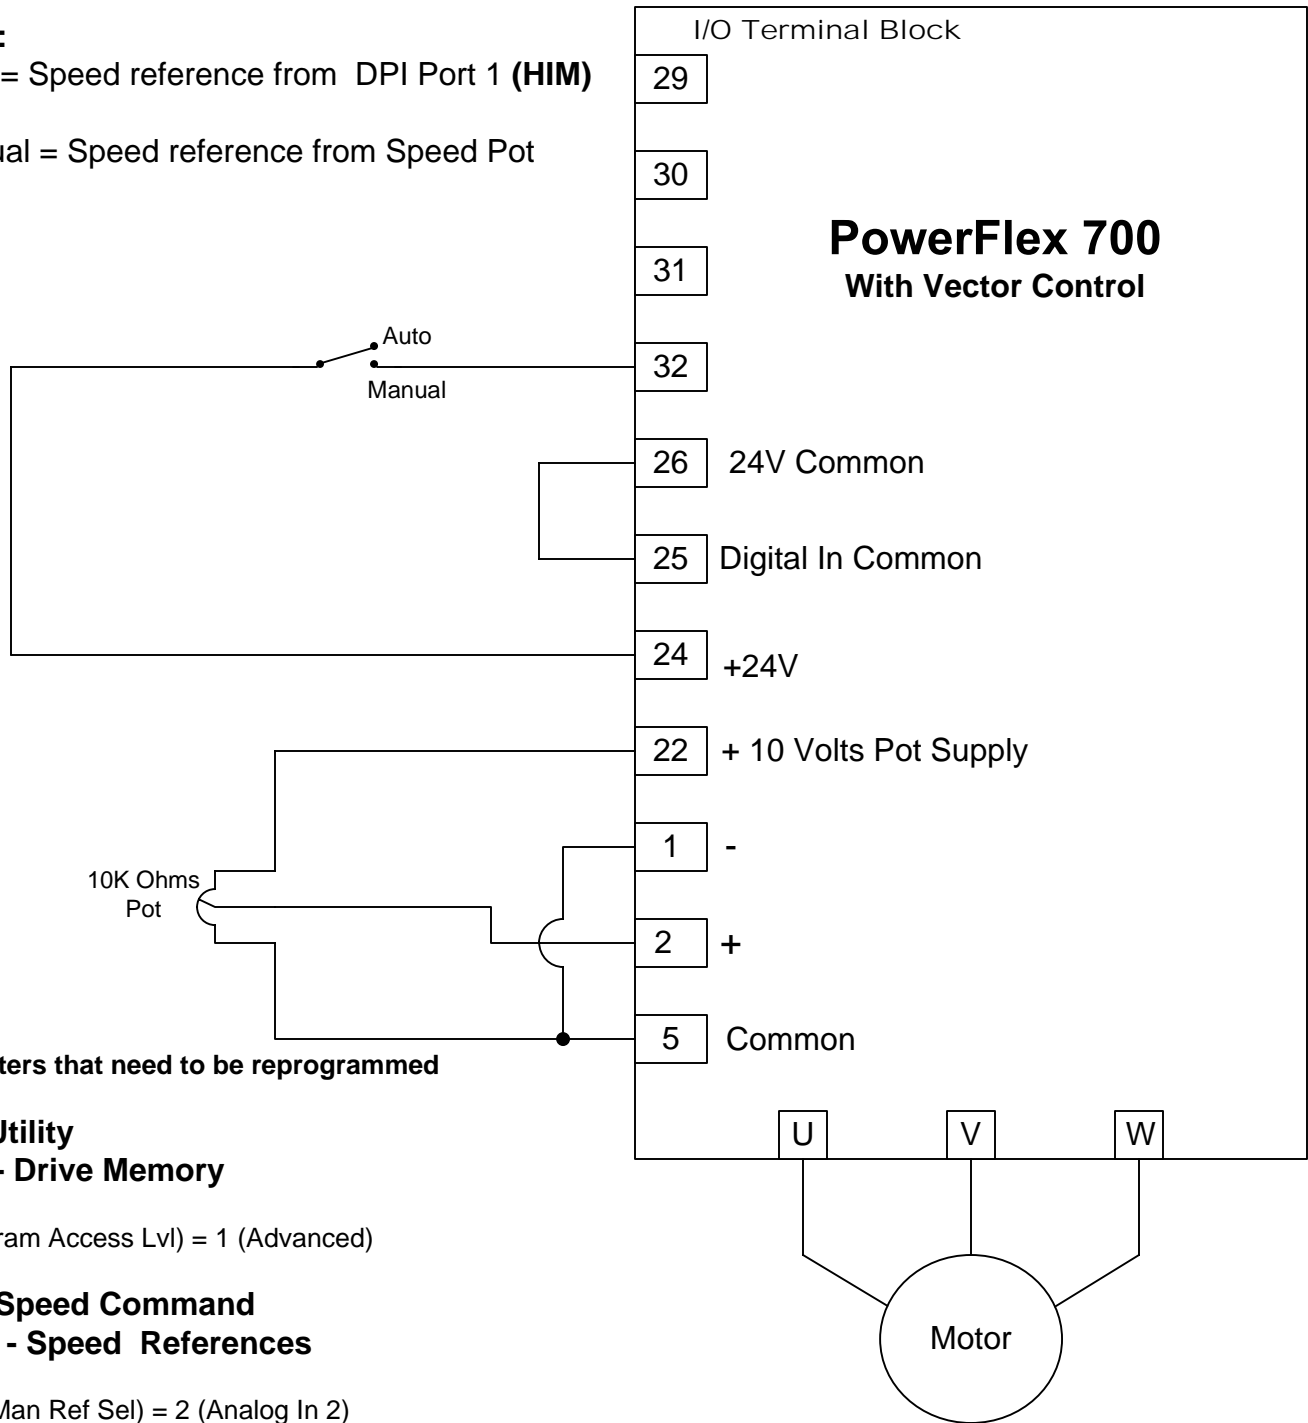 :
= Speed reference from DPI Port 1 (HIM)
ual = Speed reference from Speed Pot
I/O Terminal Block
29
30
31
PowerFlex 700
With Vector Control
Auto
Manual
32
26 24V Common
25 Digital In Common
24 +24V
22 + 10 Volts Pot Supply
1 -
10K Ohms
Pot
2 +
5 Common
ters that need to be reprogrammed
U V W
Utility
- Drive Memory
ram Access Lvl) = 1 (Advanced)
Speed Command
- Speed References
Motor
Man Ref Sel) = 2 (Analog In 2)